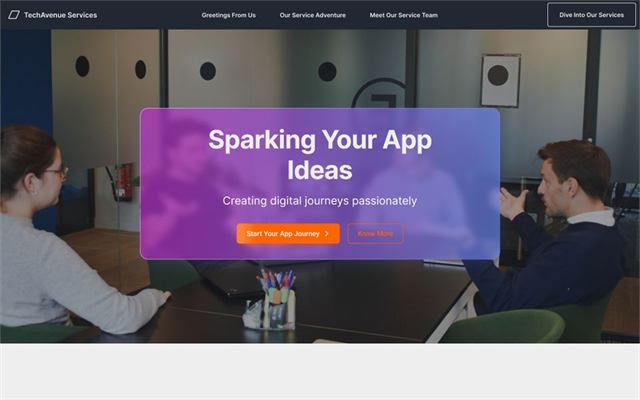 TechAvenue Services
Greetings From Us
Our Service Adventure
Meet Our Service Team
Dive Into Our Services
Sparking Your App
Ideas
Creating digital journeys passionately
Start Your App Journey
Know More